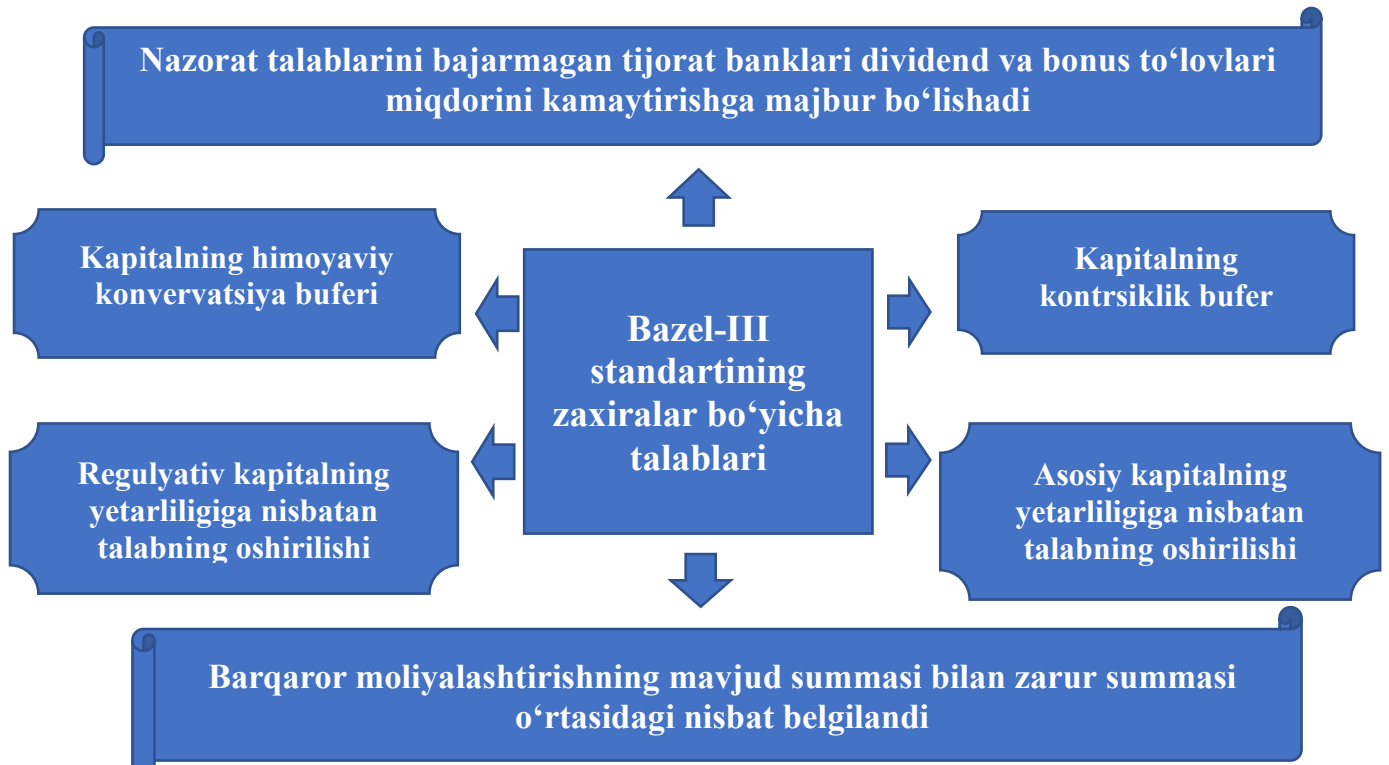 Nazorat talablarini bajarmagan tijorat banklari dividend va bonus to‘lovlari
miqdorini kamaytirishga majbur bo‘lishadi
Kapitalning himoyaviy
konvervatsiya buferi
Kapitalning
kontrsiklik bufer
Bazel-III
standartining
zaxiralar bo‘yicha
talablari
Regulyativ kapitalning
yetarliligiga nisbatan
talabning oshirilishi
Asosiy kapitalning
yetarliligiga nisbatan
talabning oshirilishi
Barqaror moliyalashtirishning mavjud summasi bilan zarur summasi
o‘rtasidagi nisbat belgilandi